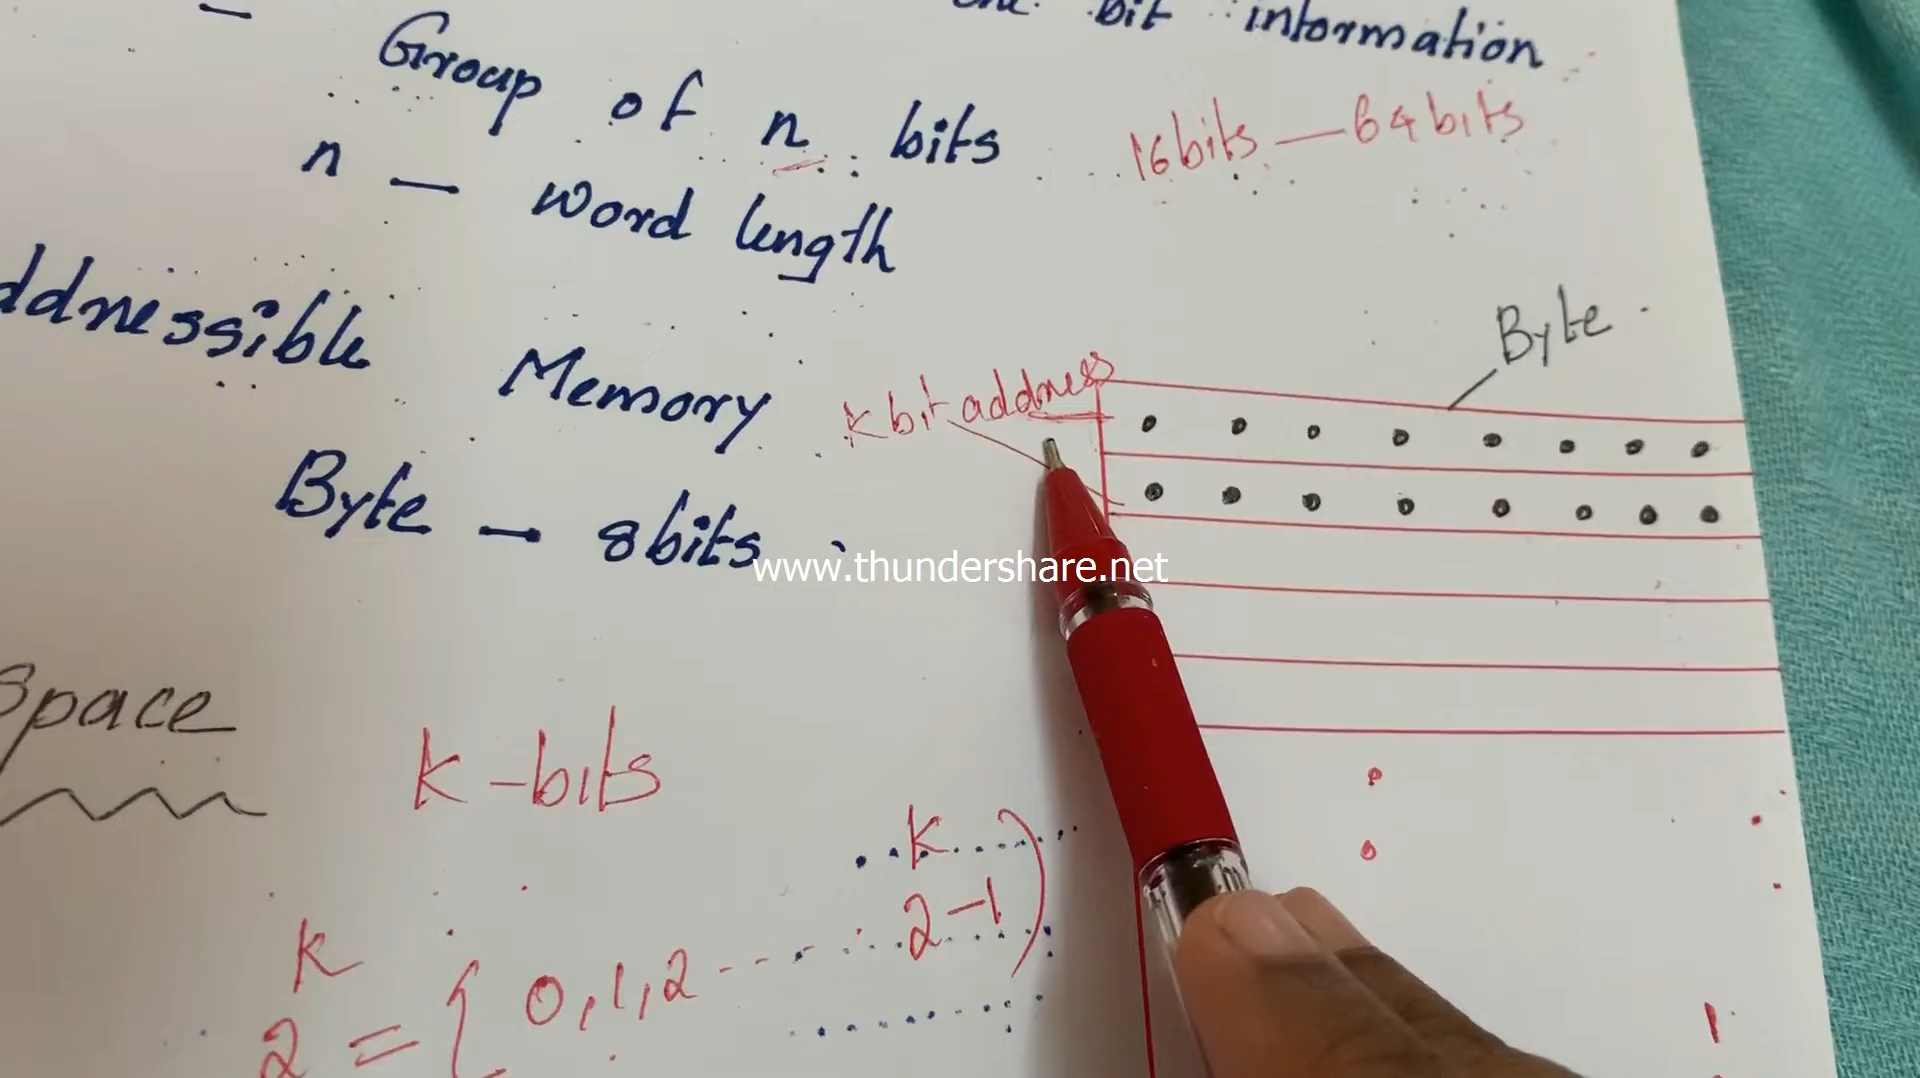 bit information
Group of n bits
16bits — 64bits
n — word length
ddressible Memory
Byte
k bit address
Byte — 8bits
www.thundershare.net
Space
K - bits
2^K = { 0, 1, 2 - - - 2^K - 1 )